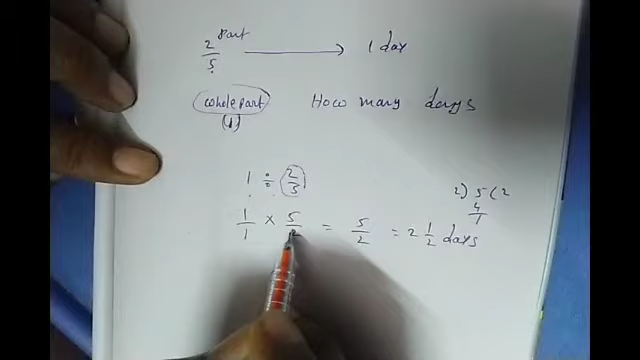 2/5 Part → 1 day
whole part How many days
(1)
1 ÷ 2/5
1/1 × 5/2 = 5/2 = 2 1/2 days
2) 5 (2
4
1